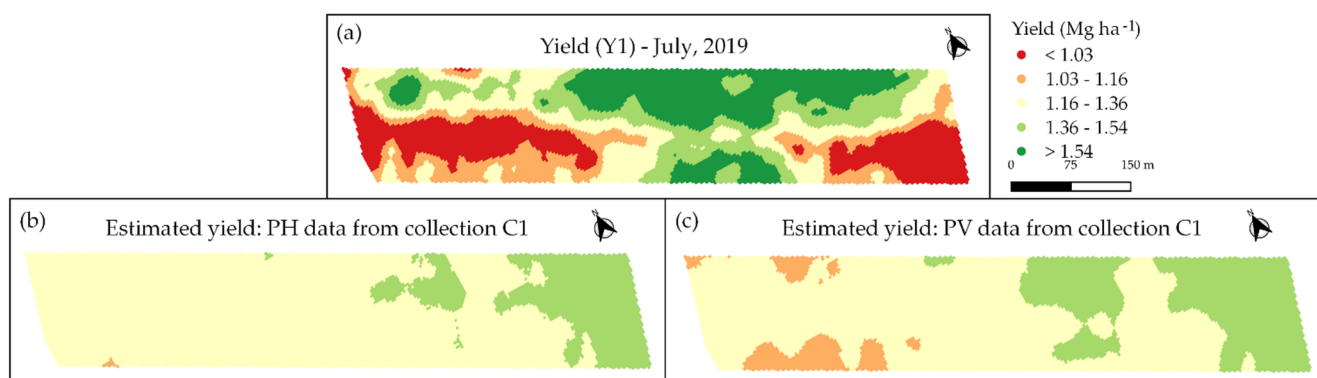 (a)
Yield (Y1) - July, 2019
N
Yield (Mg ha⁻¹)
< 1.03
1.03 - 1.16
1.16 - 1.36
1.36 - 1.54
> 1.54
0 75 150 m
(b)
Estimated yield: PH data from collection C1
N
(c)
Estimated yield: PV data from collection C1
N